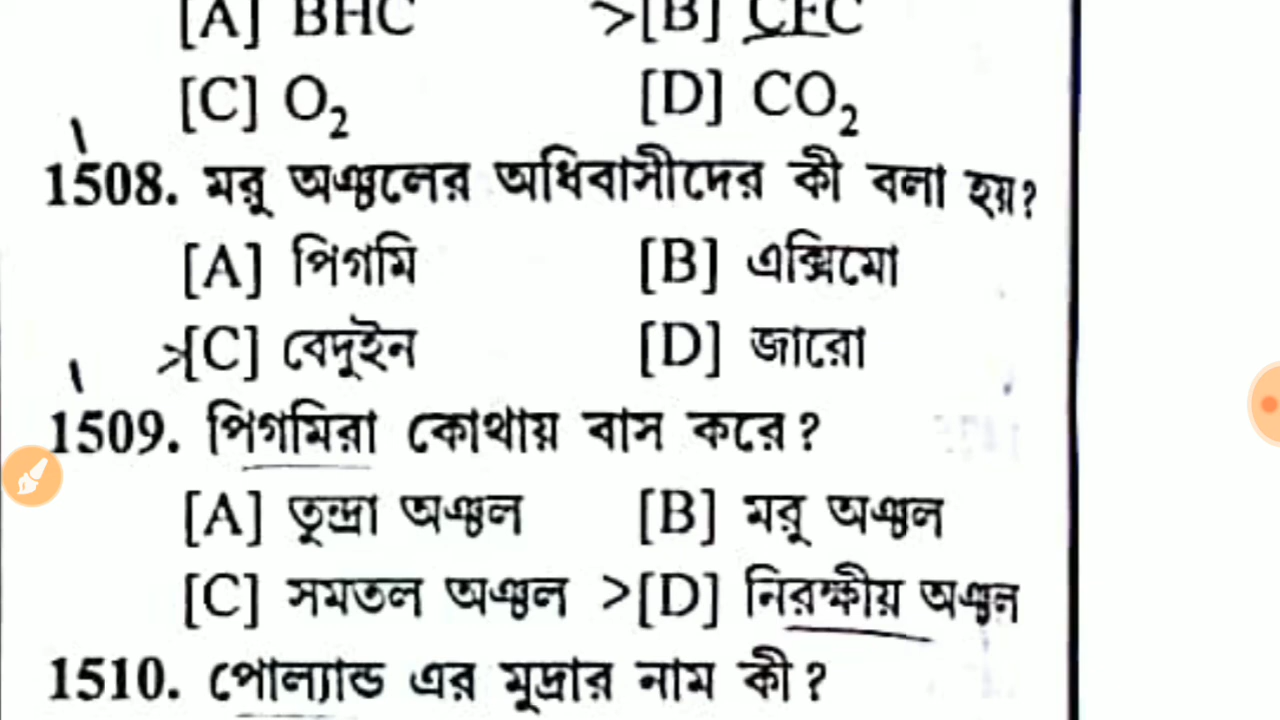 [A] BHC >[B] CFC
[C] O₂ [D] CO₂
1508. মরু অঞ্চলের অধিবাসীদের কী বলা হয়?
[A] পিগমি [B] এক্সিমো
>[C] বেদুইন [D] জারো
1509. পিগমিরা কোথায় বাস করে?
[A] তুন্দ্রা অঞ্চল [B] মরু অঞ্চল
[C] সমতল অঞ্চল >[D] নিরক্ষীয় অঞ্চল
1510. পোল্যান্ড এর মুদ্রার নাম কী?